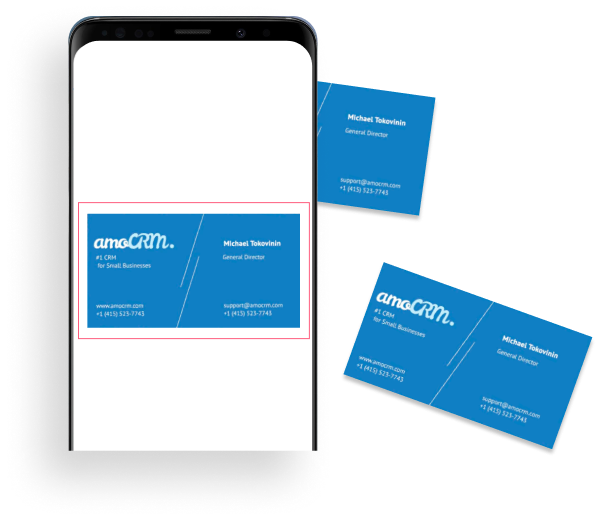 amoCRM.
#1 CRM
for Small Businesses
www.amocrm.com
+1 (415) 523-7743
Michael Tokovinin
General Director
support@amocrm.com
+1 (415) 523-7743
Michael Tokovinin
General Director
support@amocrm.com
+1 (415) 523-7743
amoCRM.
#1 CRM
for Small Businesses
www.amocrm.com
+1 (415) 523-7743
Michael Tokovinin
General Director
support@amocrm.com
+1 (415) 523-7743